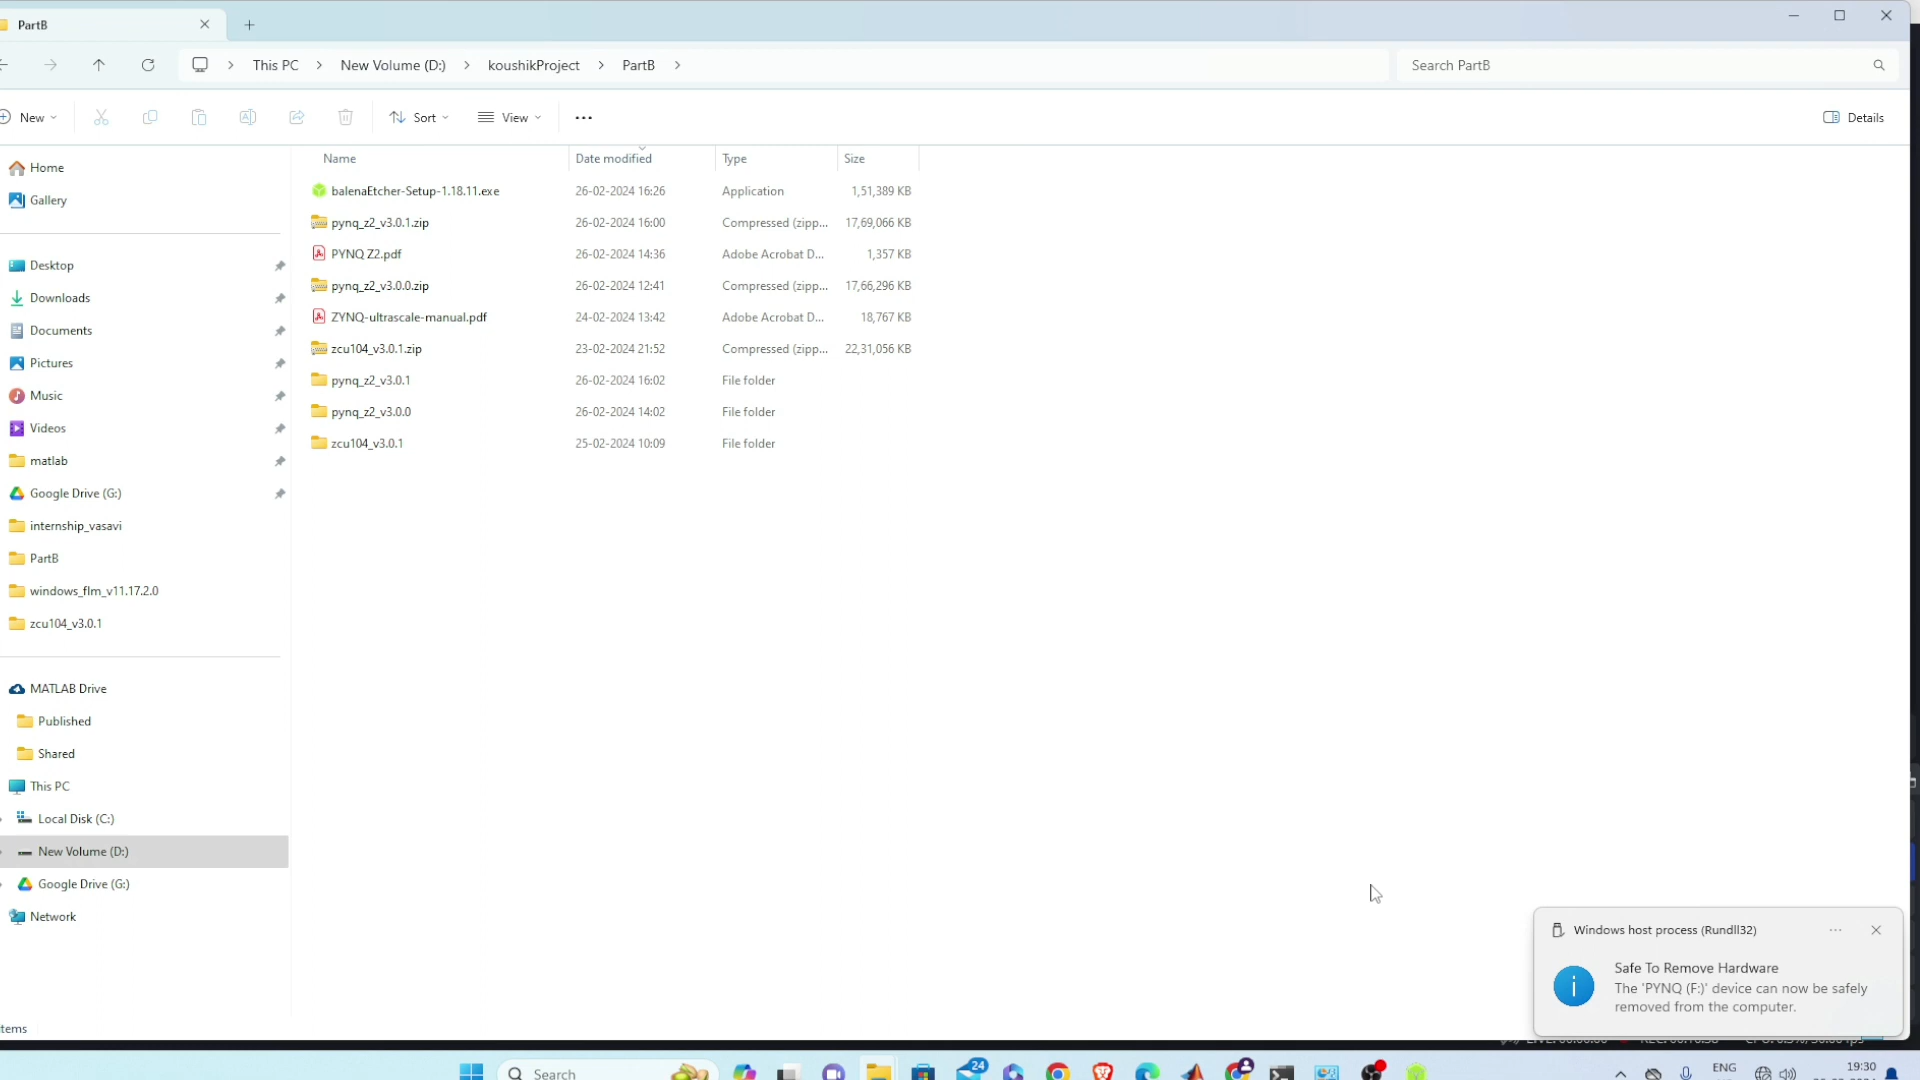 PartB
This PC > New Volume (D:) > koushikProject > PartB >
Search PartB
New
Sort
View
Details
Name Date modified Type Size
balenaEtcher-Setup-1.18.11.exe 26-02-2024 16:26 Application 1,51,389 KB
pynq_z2_v3.0.1.zip 26-02-2024 16:00 Compressed (zipp... 17,69,066 KB
PYNQ Z2.pdf 26-02-2024 14:36 Adobe Acrobat D... 1,357 KB
pynq_z2_v3.0.0.zip 26-02-2024 12:41 Compressed (zipp... 17,66,296 KB
ZYNQ-ultrascale-manual.pdf 24-02-2024 13:42 Adobe Acrobat D... 18,767 KB
zcu104_v3.0.1.zip 23-02-2024 21:52 Compressed (zipp... 22,31,056 KB
pynq_z2_v3.0.1 26-02-2024 16:02 File folder
pynq_z2_v3.0.0 26-02-2024 14:02 File folder
zcu104_v3.0.1 25-02-2024 10:09 File folder
Home
Gallery
Desktop
Downloads
Documents
Pictures
Music
Videos
matlab
Google Drive (G:)
internship_vasavi
PartB
windows_flm_v11.17.2.0
zcu104_v3.0.1
MATLAB Drive
Published
Shared
This PC
Local Disk (C:)
New Volume (D:)
Google Drive (G:)
Network
tems
Windows host process (Rundll32)
Safe To Remove Hardware
The 'PYNQ (F:)' device can now be safely
removed from the computer.
Search
24
ENG
19:30